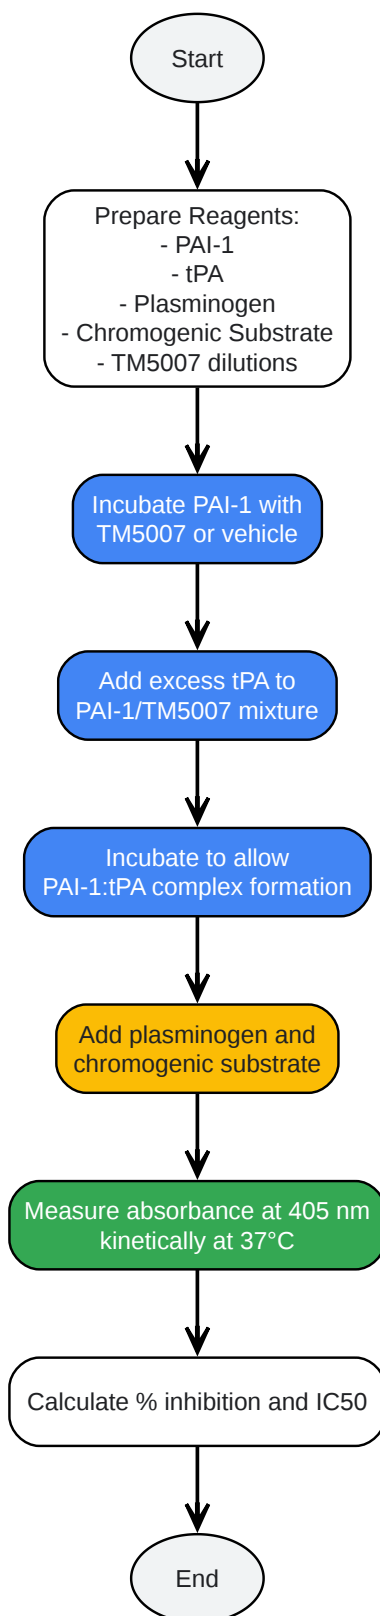 Start
Prepare Reagents:
- PAI-1
- tPA
- Plasminogen
- Chromogenic Substrate
- TM5007 dilutions
Incubate PAI-1 with
TM5007 or vehicle
Add excess tPA to
PAI-1/TM5007 mixture
Incubate to allow
PAI-1:tPA complex formation
Add plasminogen and
chromogenic substrate
Measure absorbance at 405 nm
kinetically at 37°C
Calculate % inhibition and IC50
End